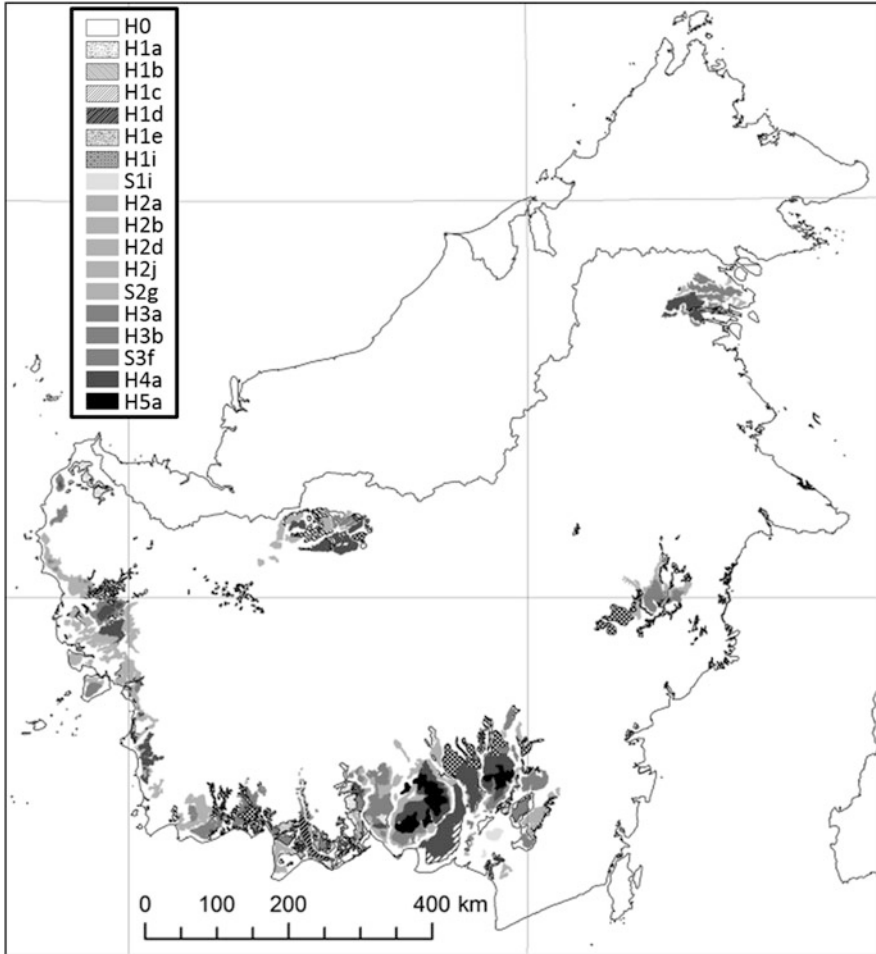 H0
H1a
H1b
H1c
H1d
H1e
H1i
S1i
H2a
H2b
H2d
H2j
S2g
H3a
H3b
S3f
H4a
H5a
0 100 200 400 km